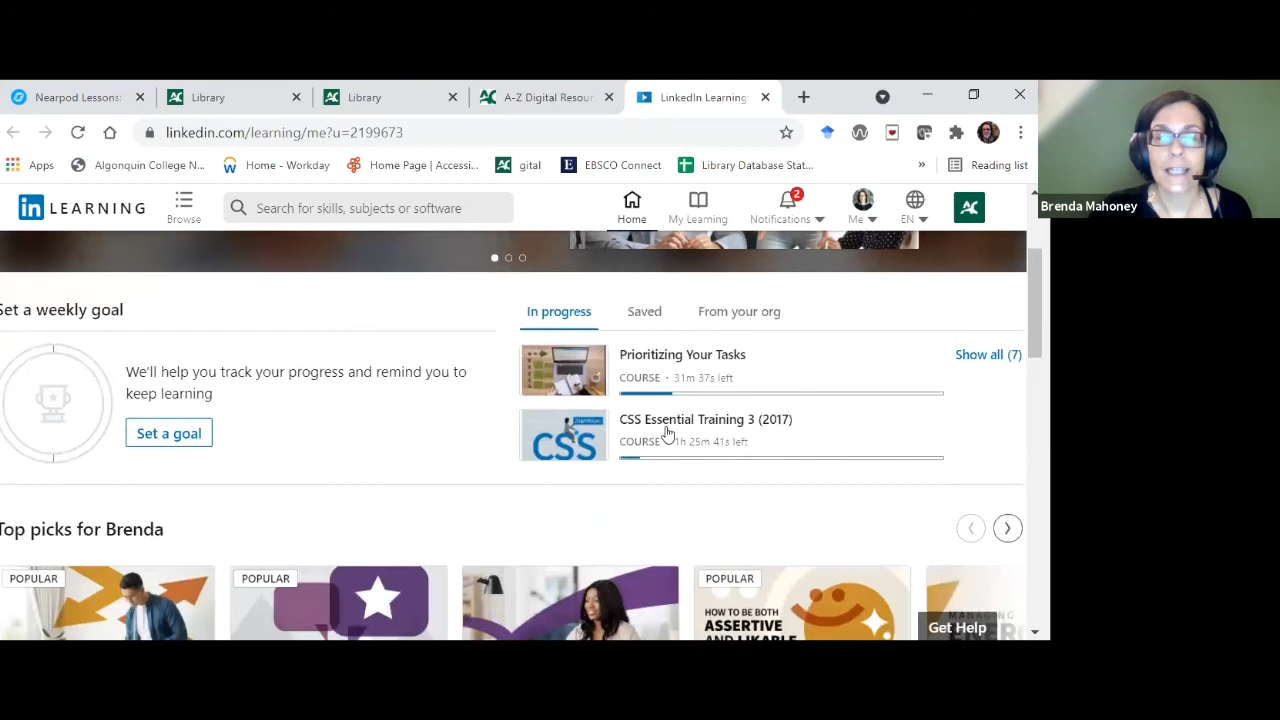 Nearpod Lessons:
Library
Library
A-Z Digital Resour
LinkedIn Learning:
linkedin.com/learning/me?u=2199673
Apps
Algonquin College N...
Home - Workday
Home Page | Access...
gital
EBSCO Connect
Library Database Stat...
»
Reading list
Brenda Mahoney
in LEARNING
Browse
Search for skills, subjects or software
Home
My Learning
2
Notifications
Me
EN
AC
Set a weekly goal
We'll help you track your progress and remind you to
keep learning
Set a goal
In progress
Saved
From your org
Prioritizing Your Tasks
Show all (7)
COURSE • 31m 37s left
CSS
CSS Essential Training 3 (2017)
COURSE 1h 25m 41s left
Top picks for Brenda
POPULAR
POPULAR
POPULAR
HOW TO BE BOTH
ASSERTIVE
AND LIKABLE
MANAGING
Get Help